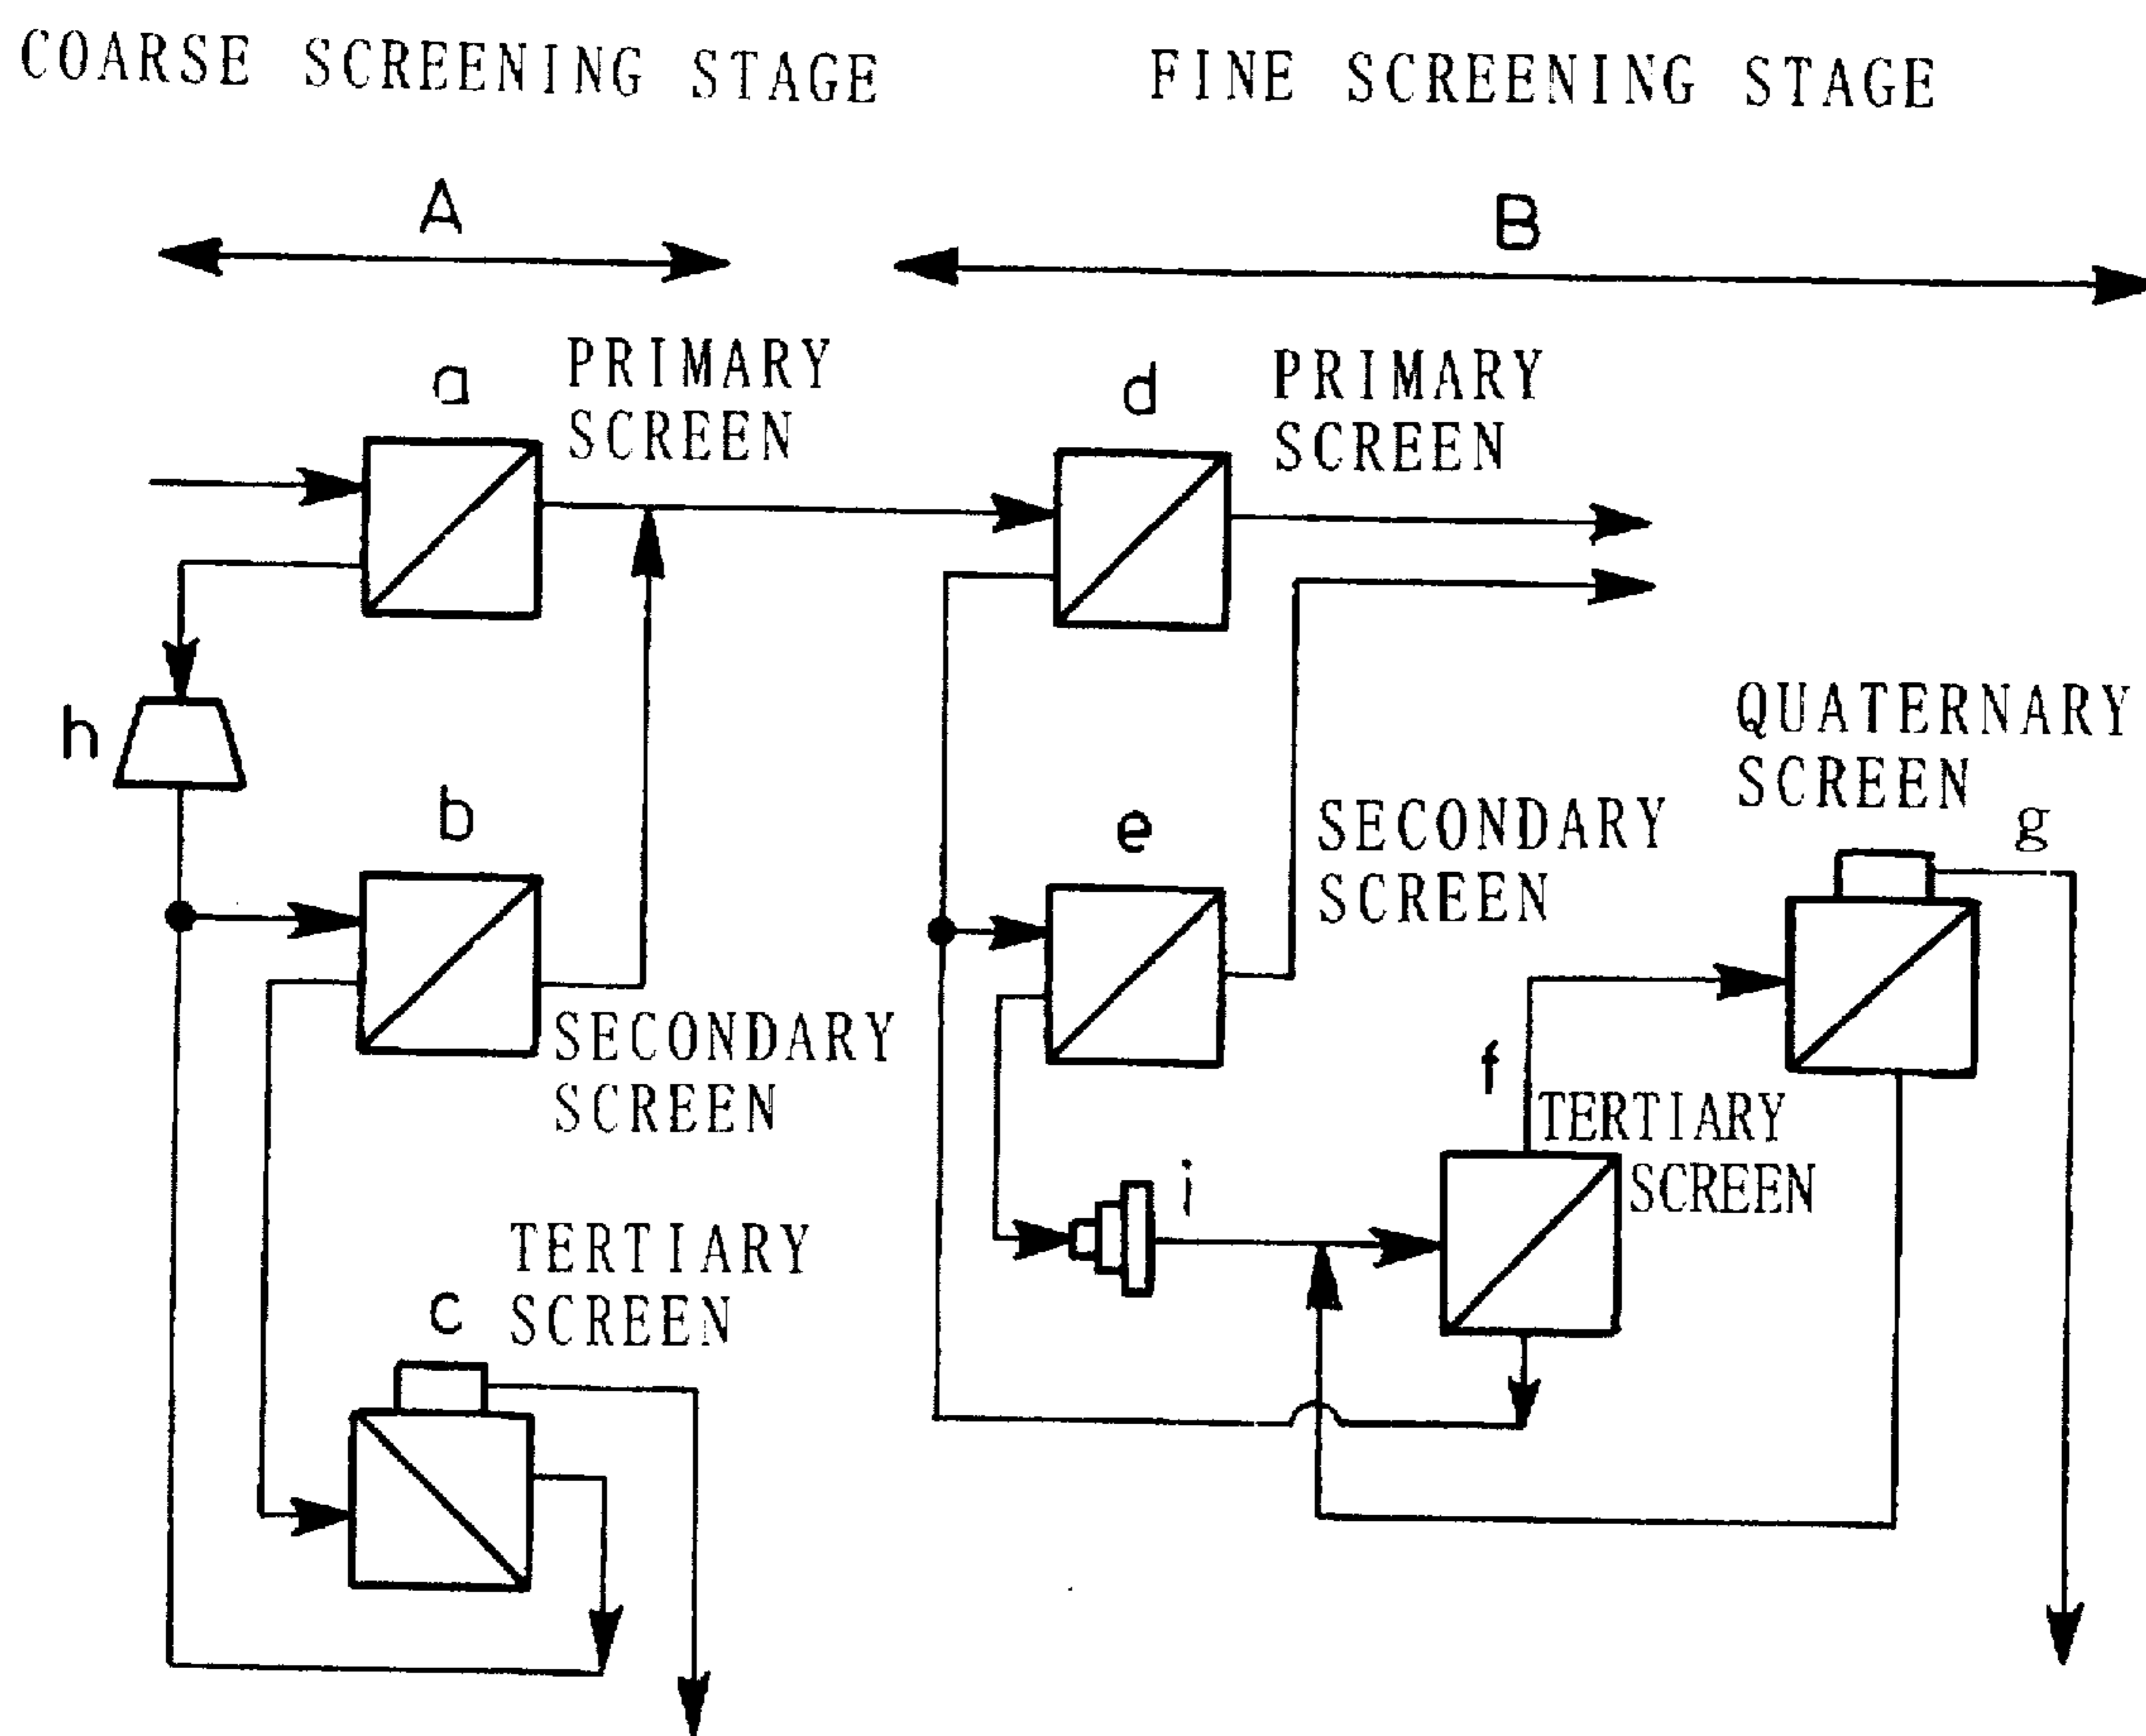 COARSE SCREENING STAGE
FINE SCREENING STAGE
A
B
a
PRIMARY
SCREEN
d
PRIMARY
SCREEN
h
b
SECONDARY
SCREEN
e
SECONDARY
SCREEN
QUATERNARY
SCREEN
g
f
TERTIARY
SCREEN
i
c
TERTIARY
SCREEN